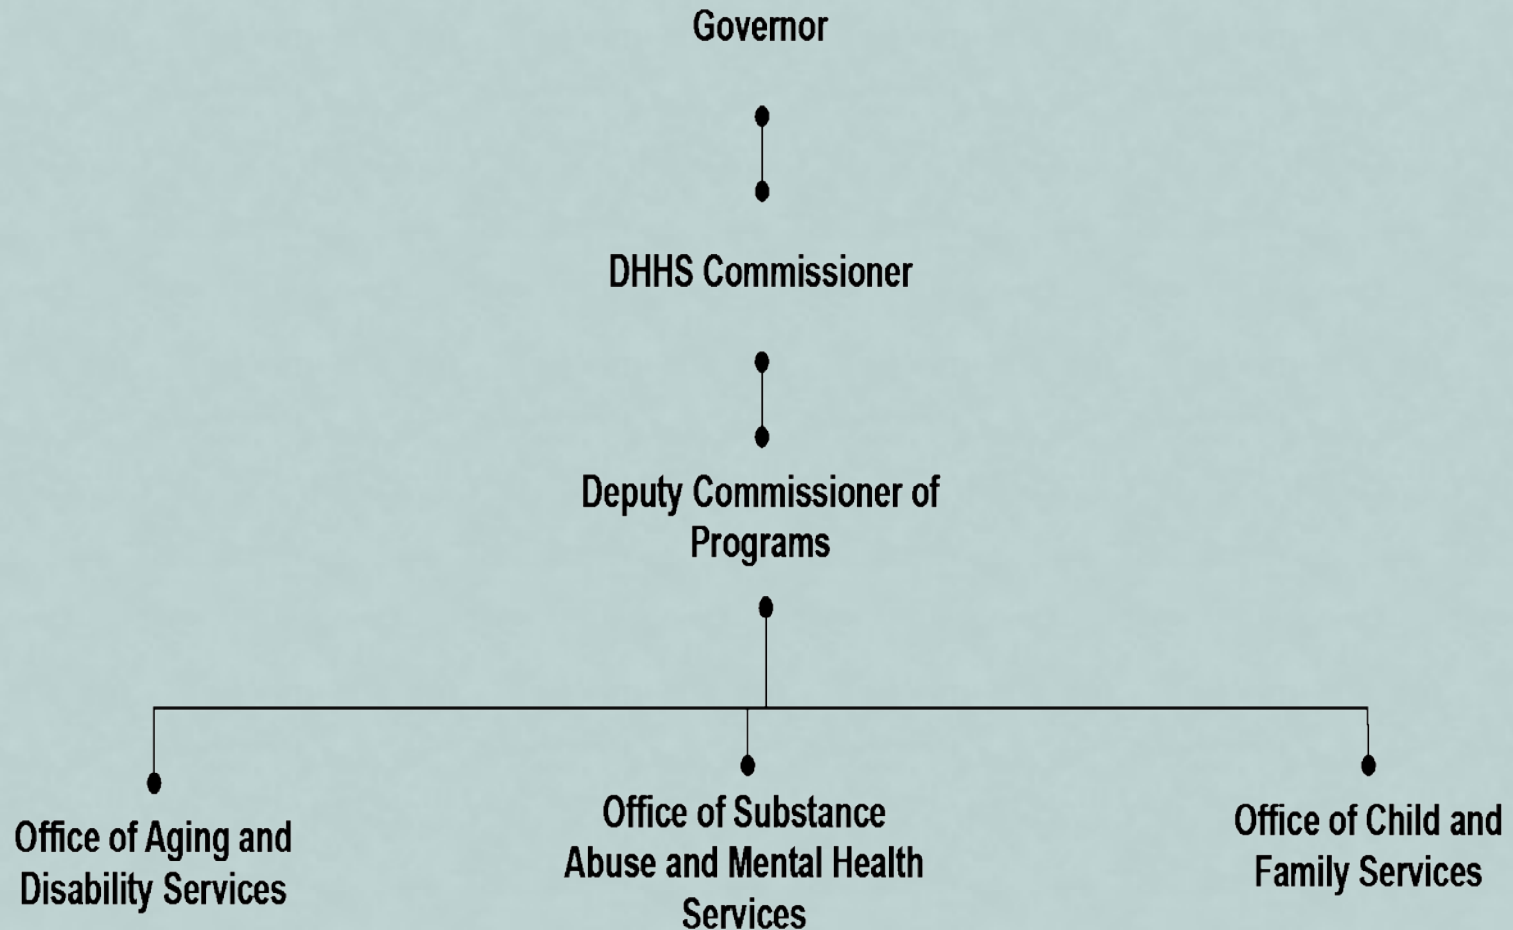 Governor
DHHS Commissioner
Deputy Commissioner of
Programs
Office of Aging and
Disability Services
Office of Substance
Abuse and Mental Health
Services
Office of Child and
Family Services